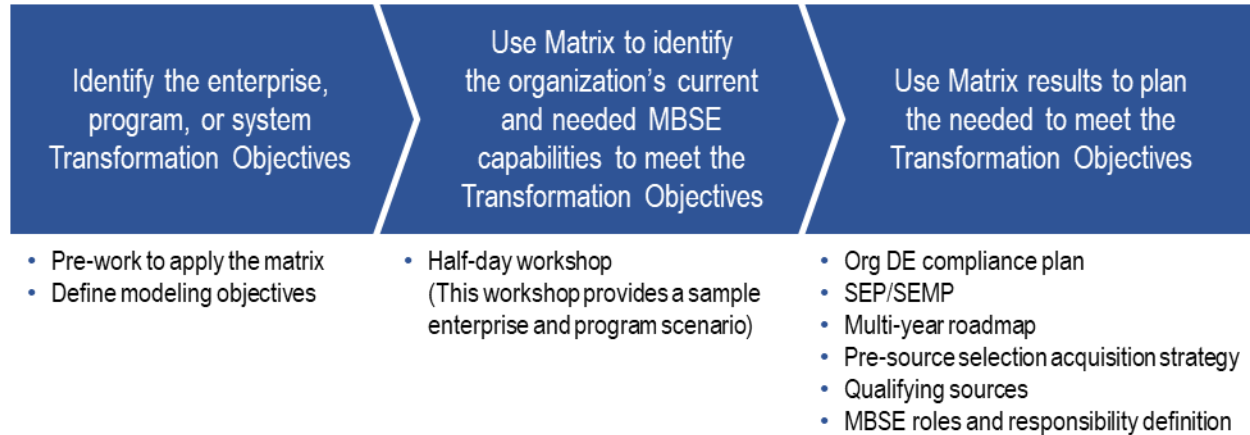 Identify the enterprise,
program, or system
Transformation Objectives
Use Matrix to identify
the organization's current
and needed MBSE
capabilities to meet the
Transformation Objectives
Use Matrix results to plan
the needed to meet the
Transformation Objectives
• Pre-work to apply the matrix
• Define modeling objectives
• Half-day workshop
(This workshop provides a sample
enterprise and program scenario)
• Org DE compliance plan
• SEP/SEMP
• Multi-year roadmap
• Pre-source selection acquisition strategy
• Qualifying sources
• MBSE roles and responsibility definition